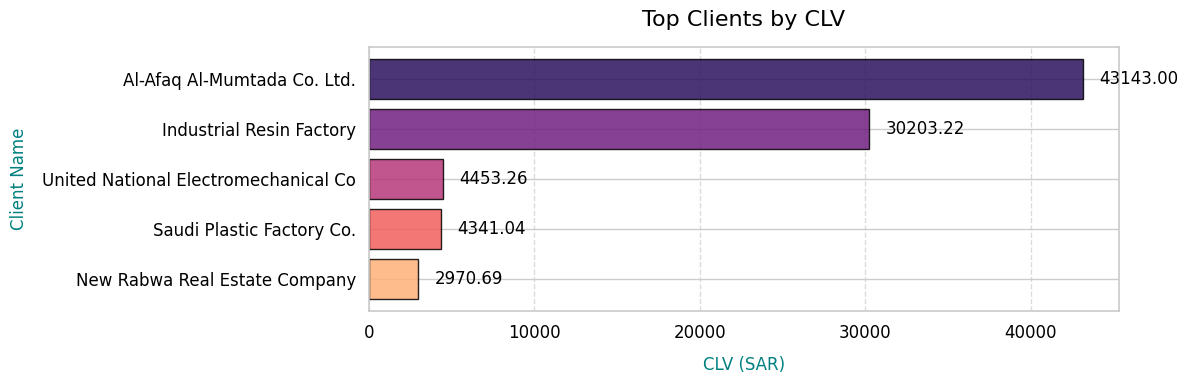 Top Clients by CLV
Client Name
Al-Afaq Al-Mumtada Co. Ltd. 43143.00
Industrial Resin Factory 30203.22
United National Electromechanical Co 4453.26
Saudi Plastic Factory Co. 4341.04
New Rabwa Real Estate Company 2970.69
0 10000 20000 30000 40000
CLV (SAR)